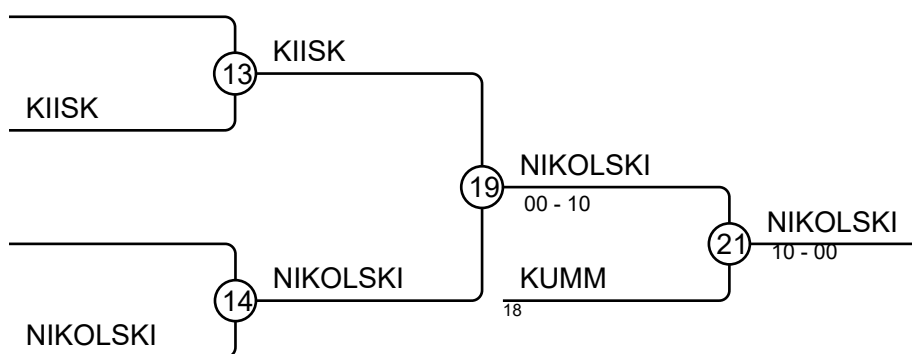 KIISK
13
KIISK
NIKOLSKI
19
00 - 10
NIKOLSKI
21
10 - 00
NIKOLSKI
14
KUMM
18
NIKOLSKI